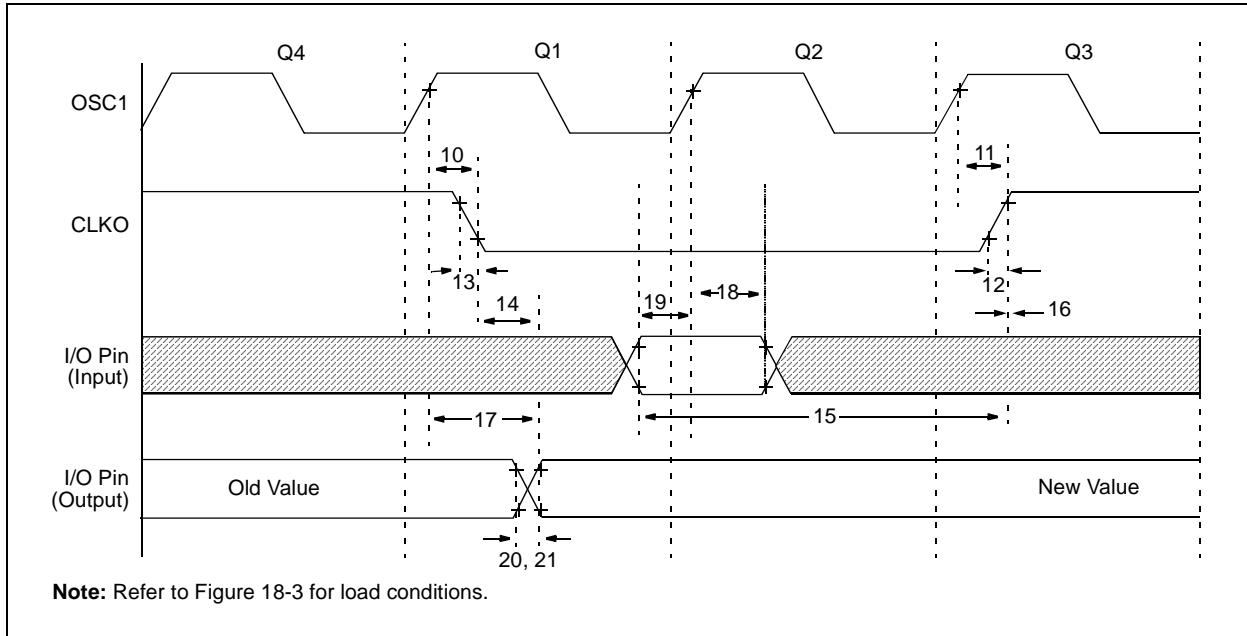 Q4 Q1 Q2 Q3
OSC1
10 11
CLKO
13 12
14 19 18 16
I/O Pin
(Input)
17 15
I/O Pin
(Output)
Old Value New Value
20, 21
Note: Refer to Figure 18-3 for load conditions.